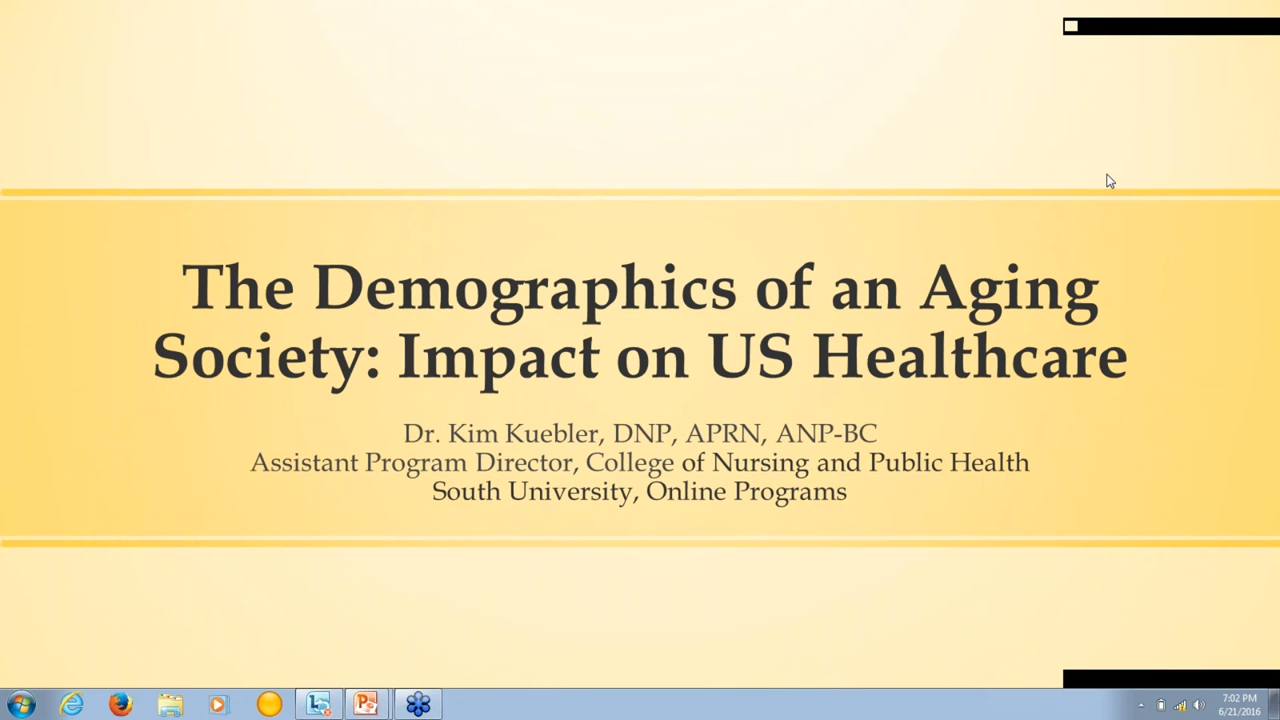 The Demographics of an Aging
Society: Impact on US Healthcare
Dr. Kim Kuebler, DNP, APRN, ANP-BC
Assistant Program Director, College of Nursing and Public Health
South University, Online Programs
7:02 PM
6/21/2016